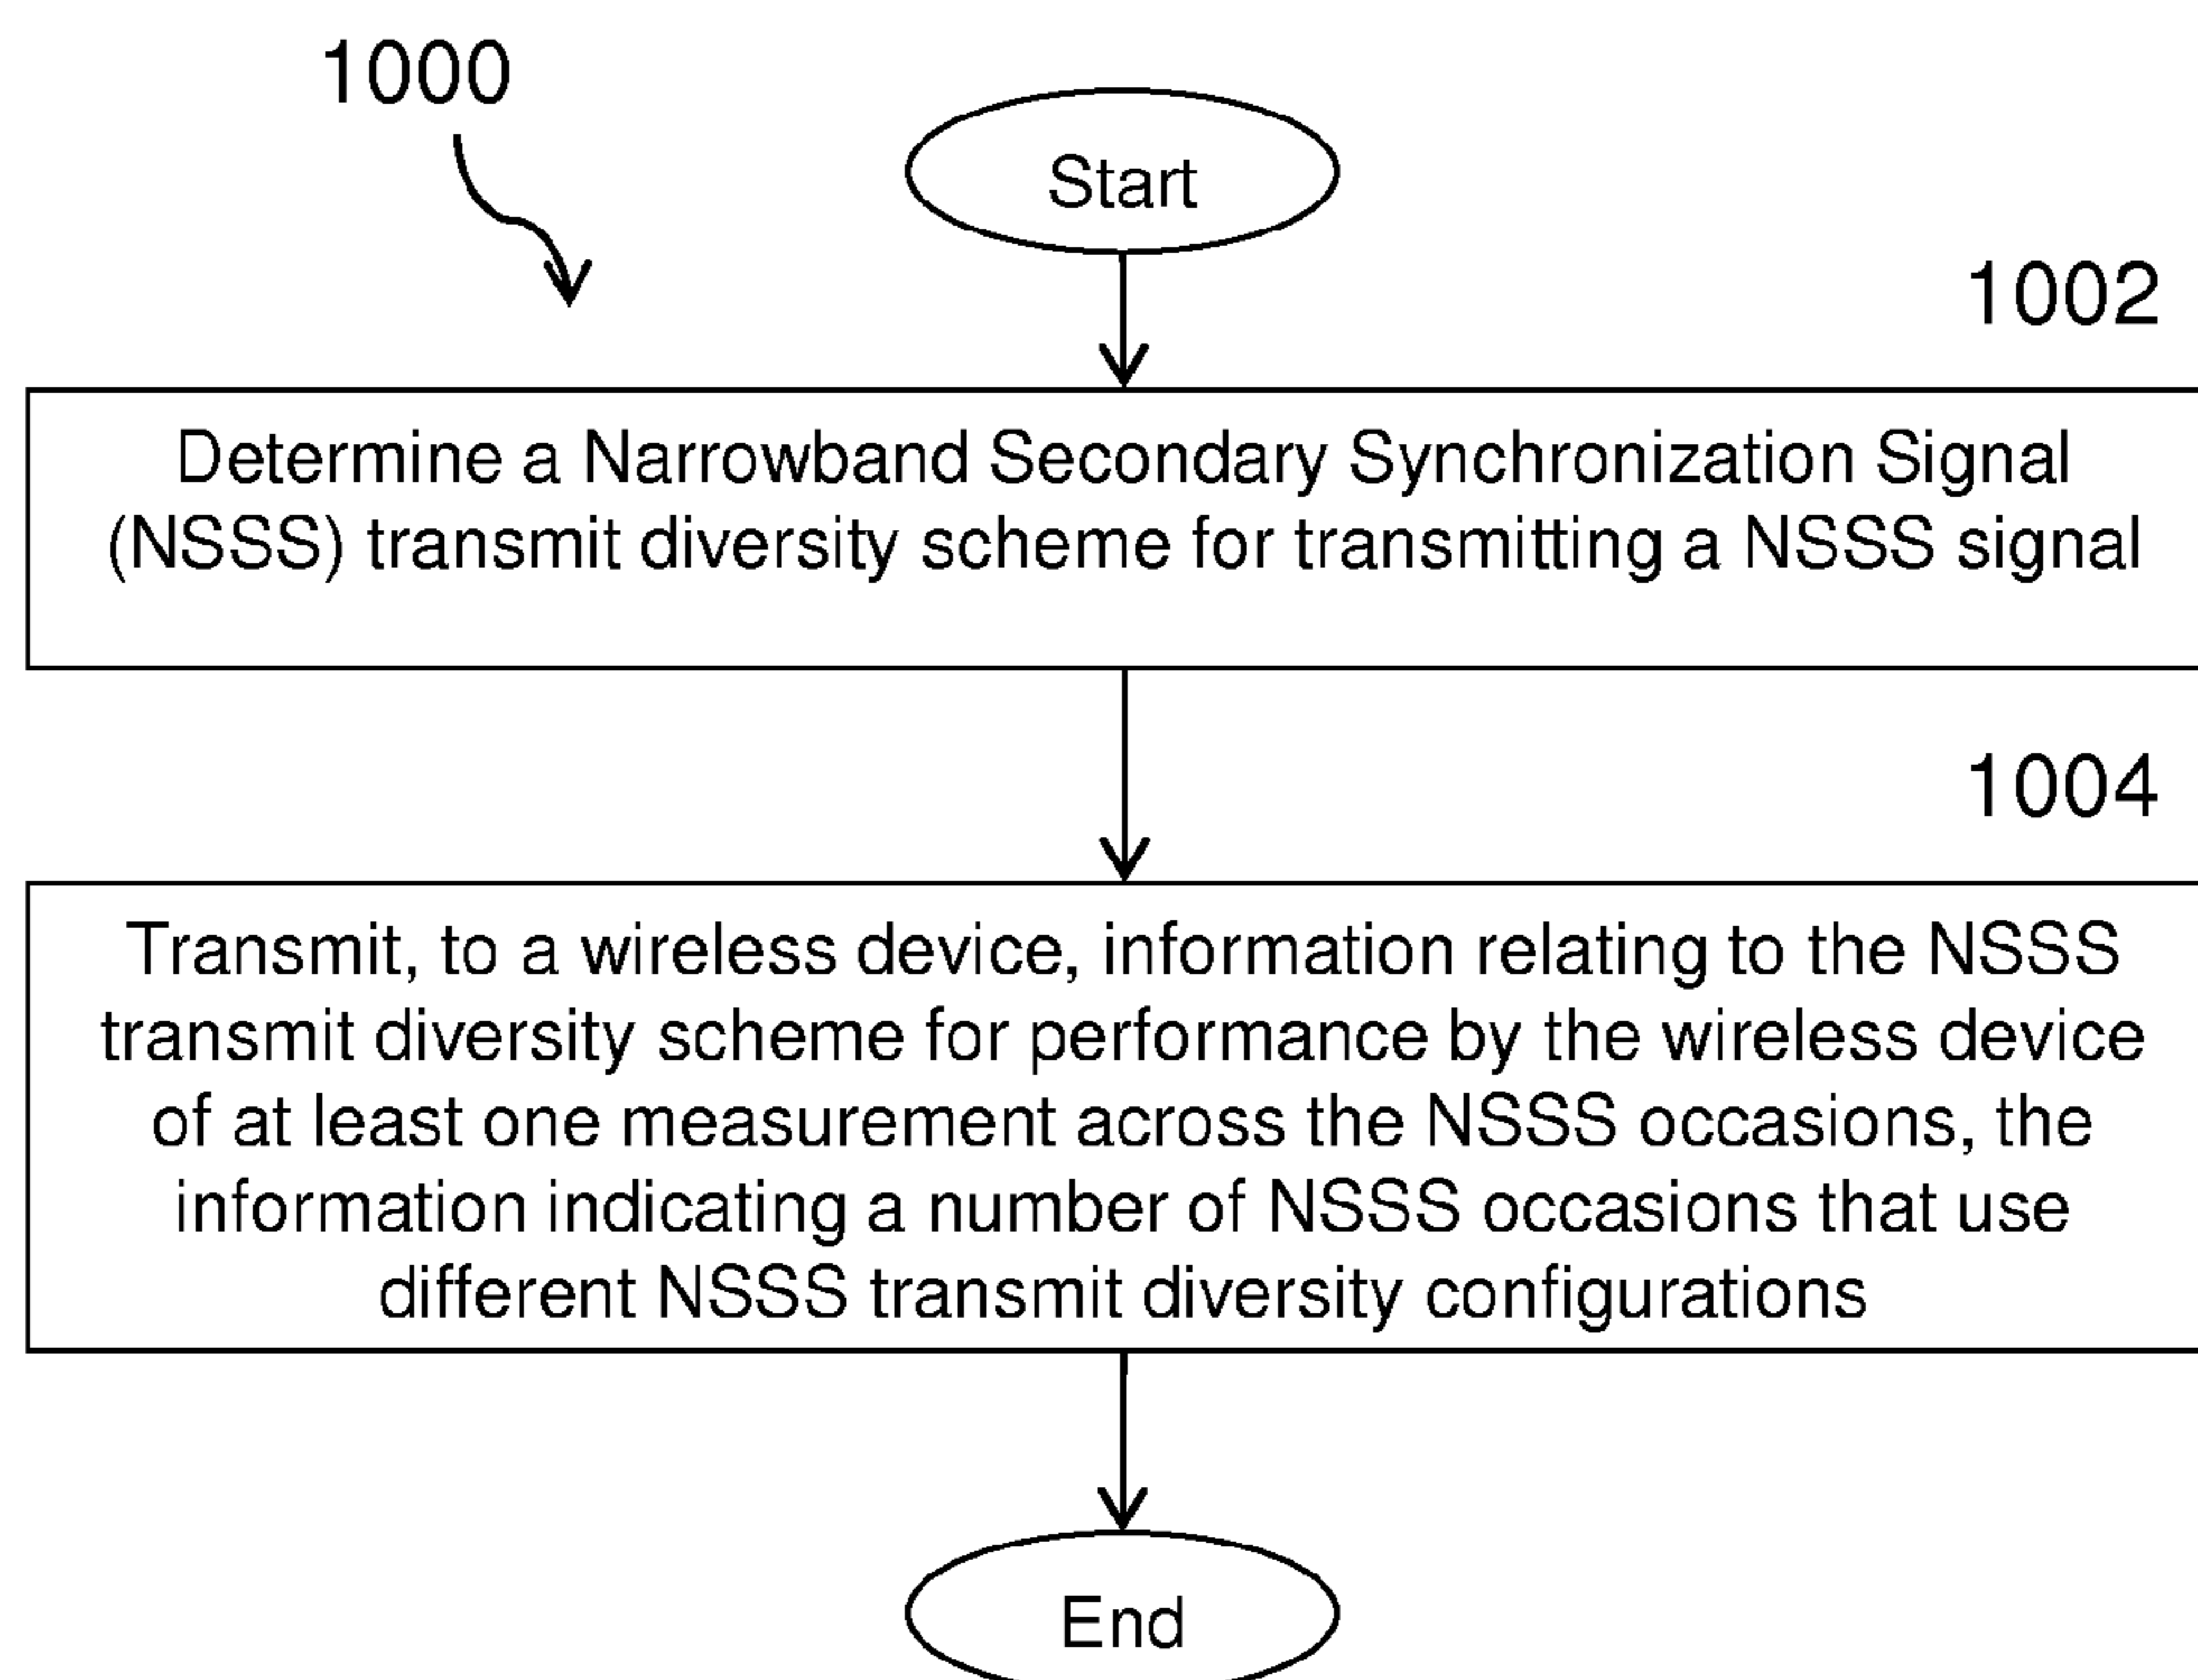 1000
Start
1002
Determine a Narrowband Secondary Synchronization Signal
(NSSS) transmit diversity scheme for transmitting a NSSS signal
1004
Transmit, to a wireless device, information relating to the NSSS
transmit diversity scheme for performance by the wireless device
of at least one measurement across the NSSS occasions, the
information indicating a number of NSSS occasions that use
different NSSS transmit diversity configurations
End